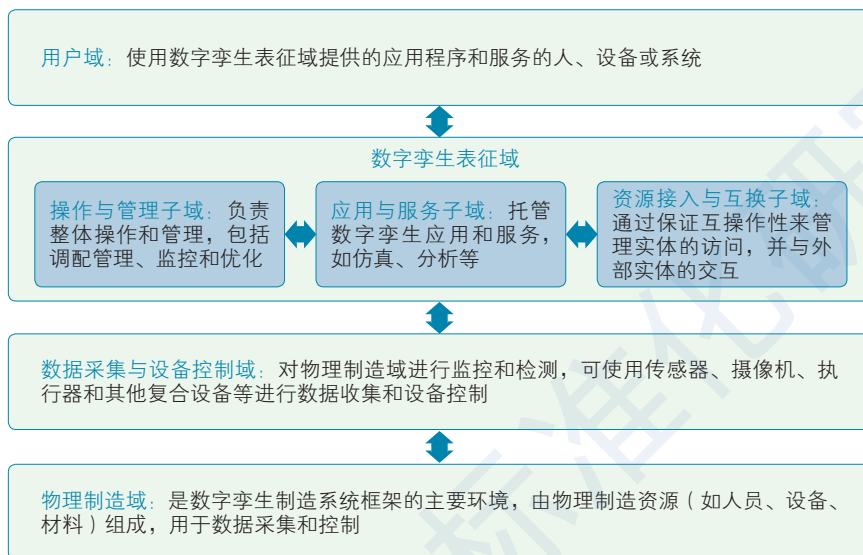 用户域：使用数字孪生表征域提供的应用程序和服务的人、设备或系统
数字孪生表征域
操作与管理子域：负责
整体操作和管理，包括
调配管理、监控和优化
应用与服务子域：托管
数字孪生应用和服务，
如仿真、分析等
资源接入与互换子域：
通过保证互操作性来管
理实体的访问，并与外
部实体的交互
数据采集与设备控制域：对物理制造域进行监控和检测，可使用传感器、摄像机、执
行器和其他复合设备等进行数据收集和设备控制
物理制造域：是数字孪生制造系统框架的主要环境，由物理制造资源（如人员、设备、
材料）组成，用于数据采集和控制
标准化研